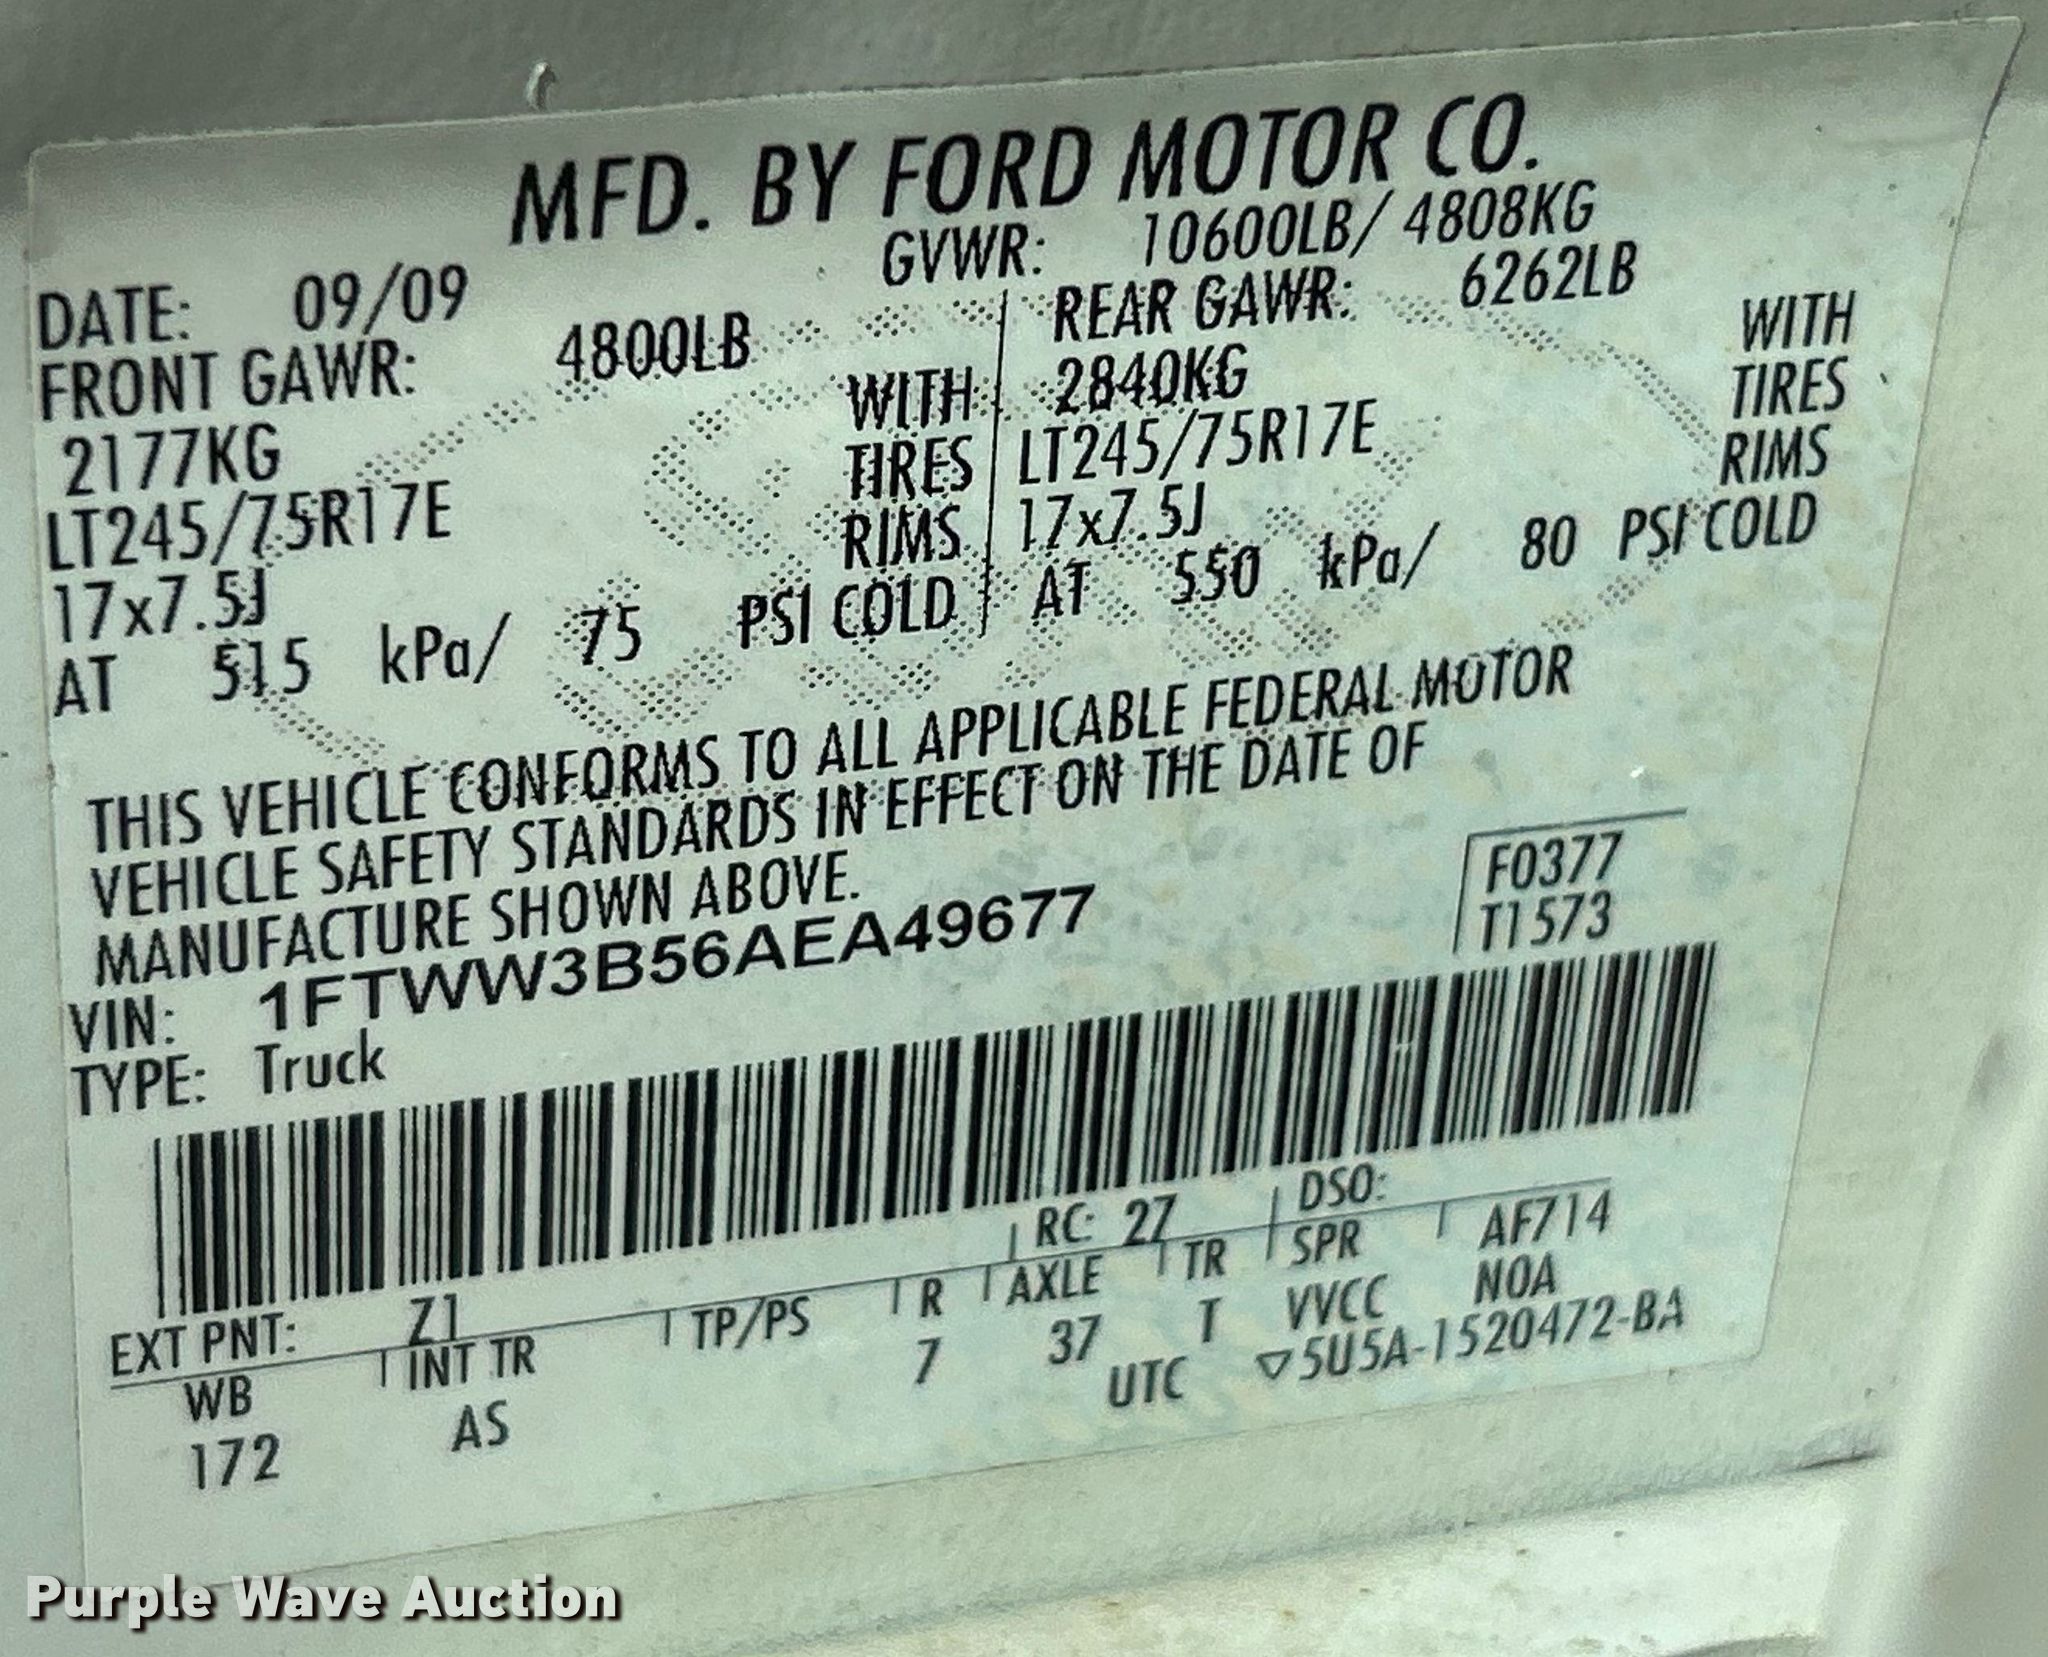 MFD. BY FORD MOTOR CO.
DATE: 09/09 GVWR: 10600LB/ 4808KG
FRONT GAWR: 4800LB REAR GAWR: 6262LB
2177KG WITH 2840KG WITH
LT245/75R17E TIRES LT245/75R17E TIRES
17x7.5J RIMS 17x7.5J RIMS
AT 515 kPa/ 75 PSI COLD AT 550 kPa/ 80 PSI COLD
THIS VEHICLE CONFORMS TO ALL APPLICABLE FEDERAL MOTOR
VEHICLE SAFETY STANDARDS IN EFFECT ON THE DATE OF
MANUFACTURE SHOWN ABOVE.
F0377
T1573
VIN: 1FTWW3B56AEA49677
TYPE: Truck
EXT PNT: Z1 RC: 27 DSO:
WB INT TR TP/PS R AXLE TR SPR AF714
172 AS 7 37 T VVCC NOA
UTC ▽5U5A-1520472-BA
Purple Wave Auction